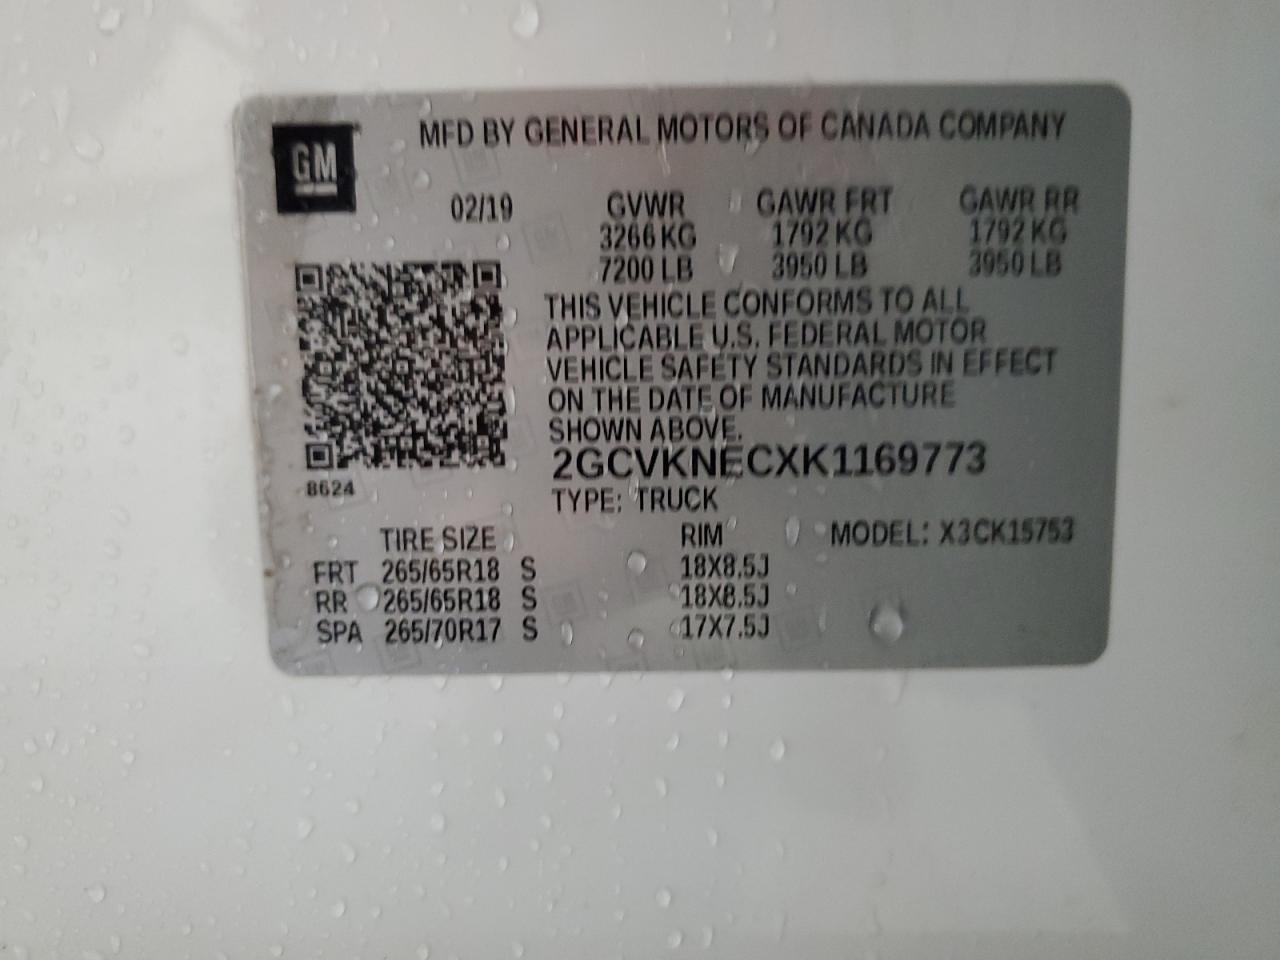 MFD BY GENERAL MOTORS OF CANADA COMPANY
GM
02/19 GVWR GAWR FRT GAWR RR
3266 KG 1792 KG 1792 KG
7200 LB 3950 LB 3950 LB
THIS VEHICLE CONFORMS TO ALL
APPLICABLE U.S. FEDERAL MOTOR
VEHICLE SAFETY STANDARDS IN EFFECT
ON THE DATE OF MANUFACTURE
SHOWN ABOVE.
2GCVKNECXK1169773
8624
TYPE: TRUCK
TIRE SIZE RIM MODEL: X3CK15753
FRT 265/65R18 S 18X8.5J
RR 265/65R18 S 18X8.5J
SPA 265/70R17 S 17X7.5J